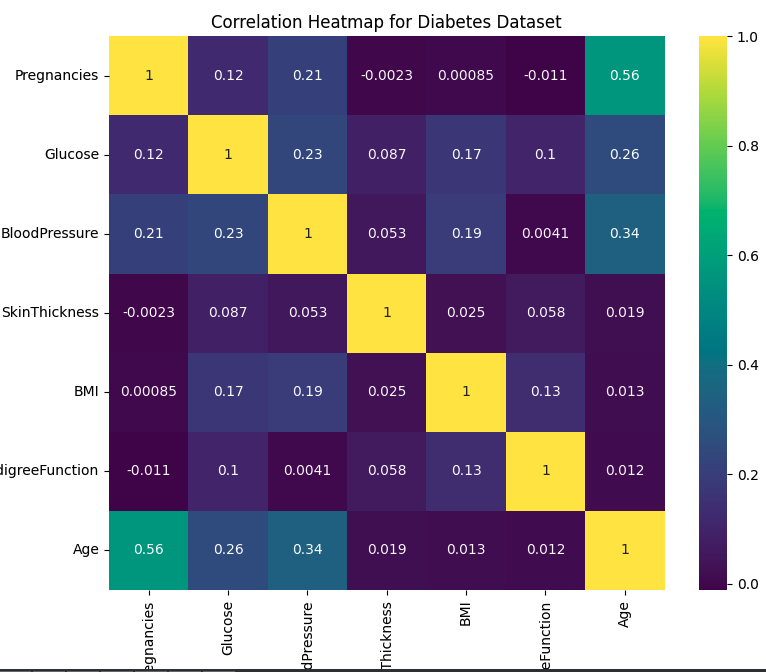 Correlation Heatmap for Diabetes Dataset
Pregnancies 1 0.12 0.21 -0.0023 0.00085 -0.011 0.56
Glucose 0.12 1 0.23 0.087 0.17 0.1 0.26
BloodPressure 0.21 0.23 1 0.053 0.19 0.0041 0.34
SkinThickness -0.0023 0.087 0.053 1 0.025 0.058 0.019
BMI 0.00085 0.17 0.19 0.025 1 0.13 0.013
digreeFunction -0.011 0.1 0.0041 0.058 0.13 1 0.012
Age 0.56 0.26 0.34 0.019 0.013 0.012 1
egnancies
Glucose
dPressure
Thickness
BMI
eFunction
Age
1.0
0.8
0.6
0.4
0.2
0.0